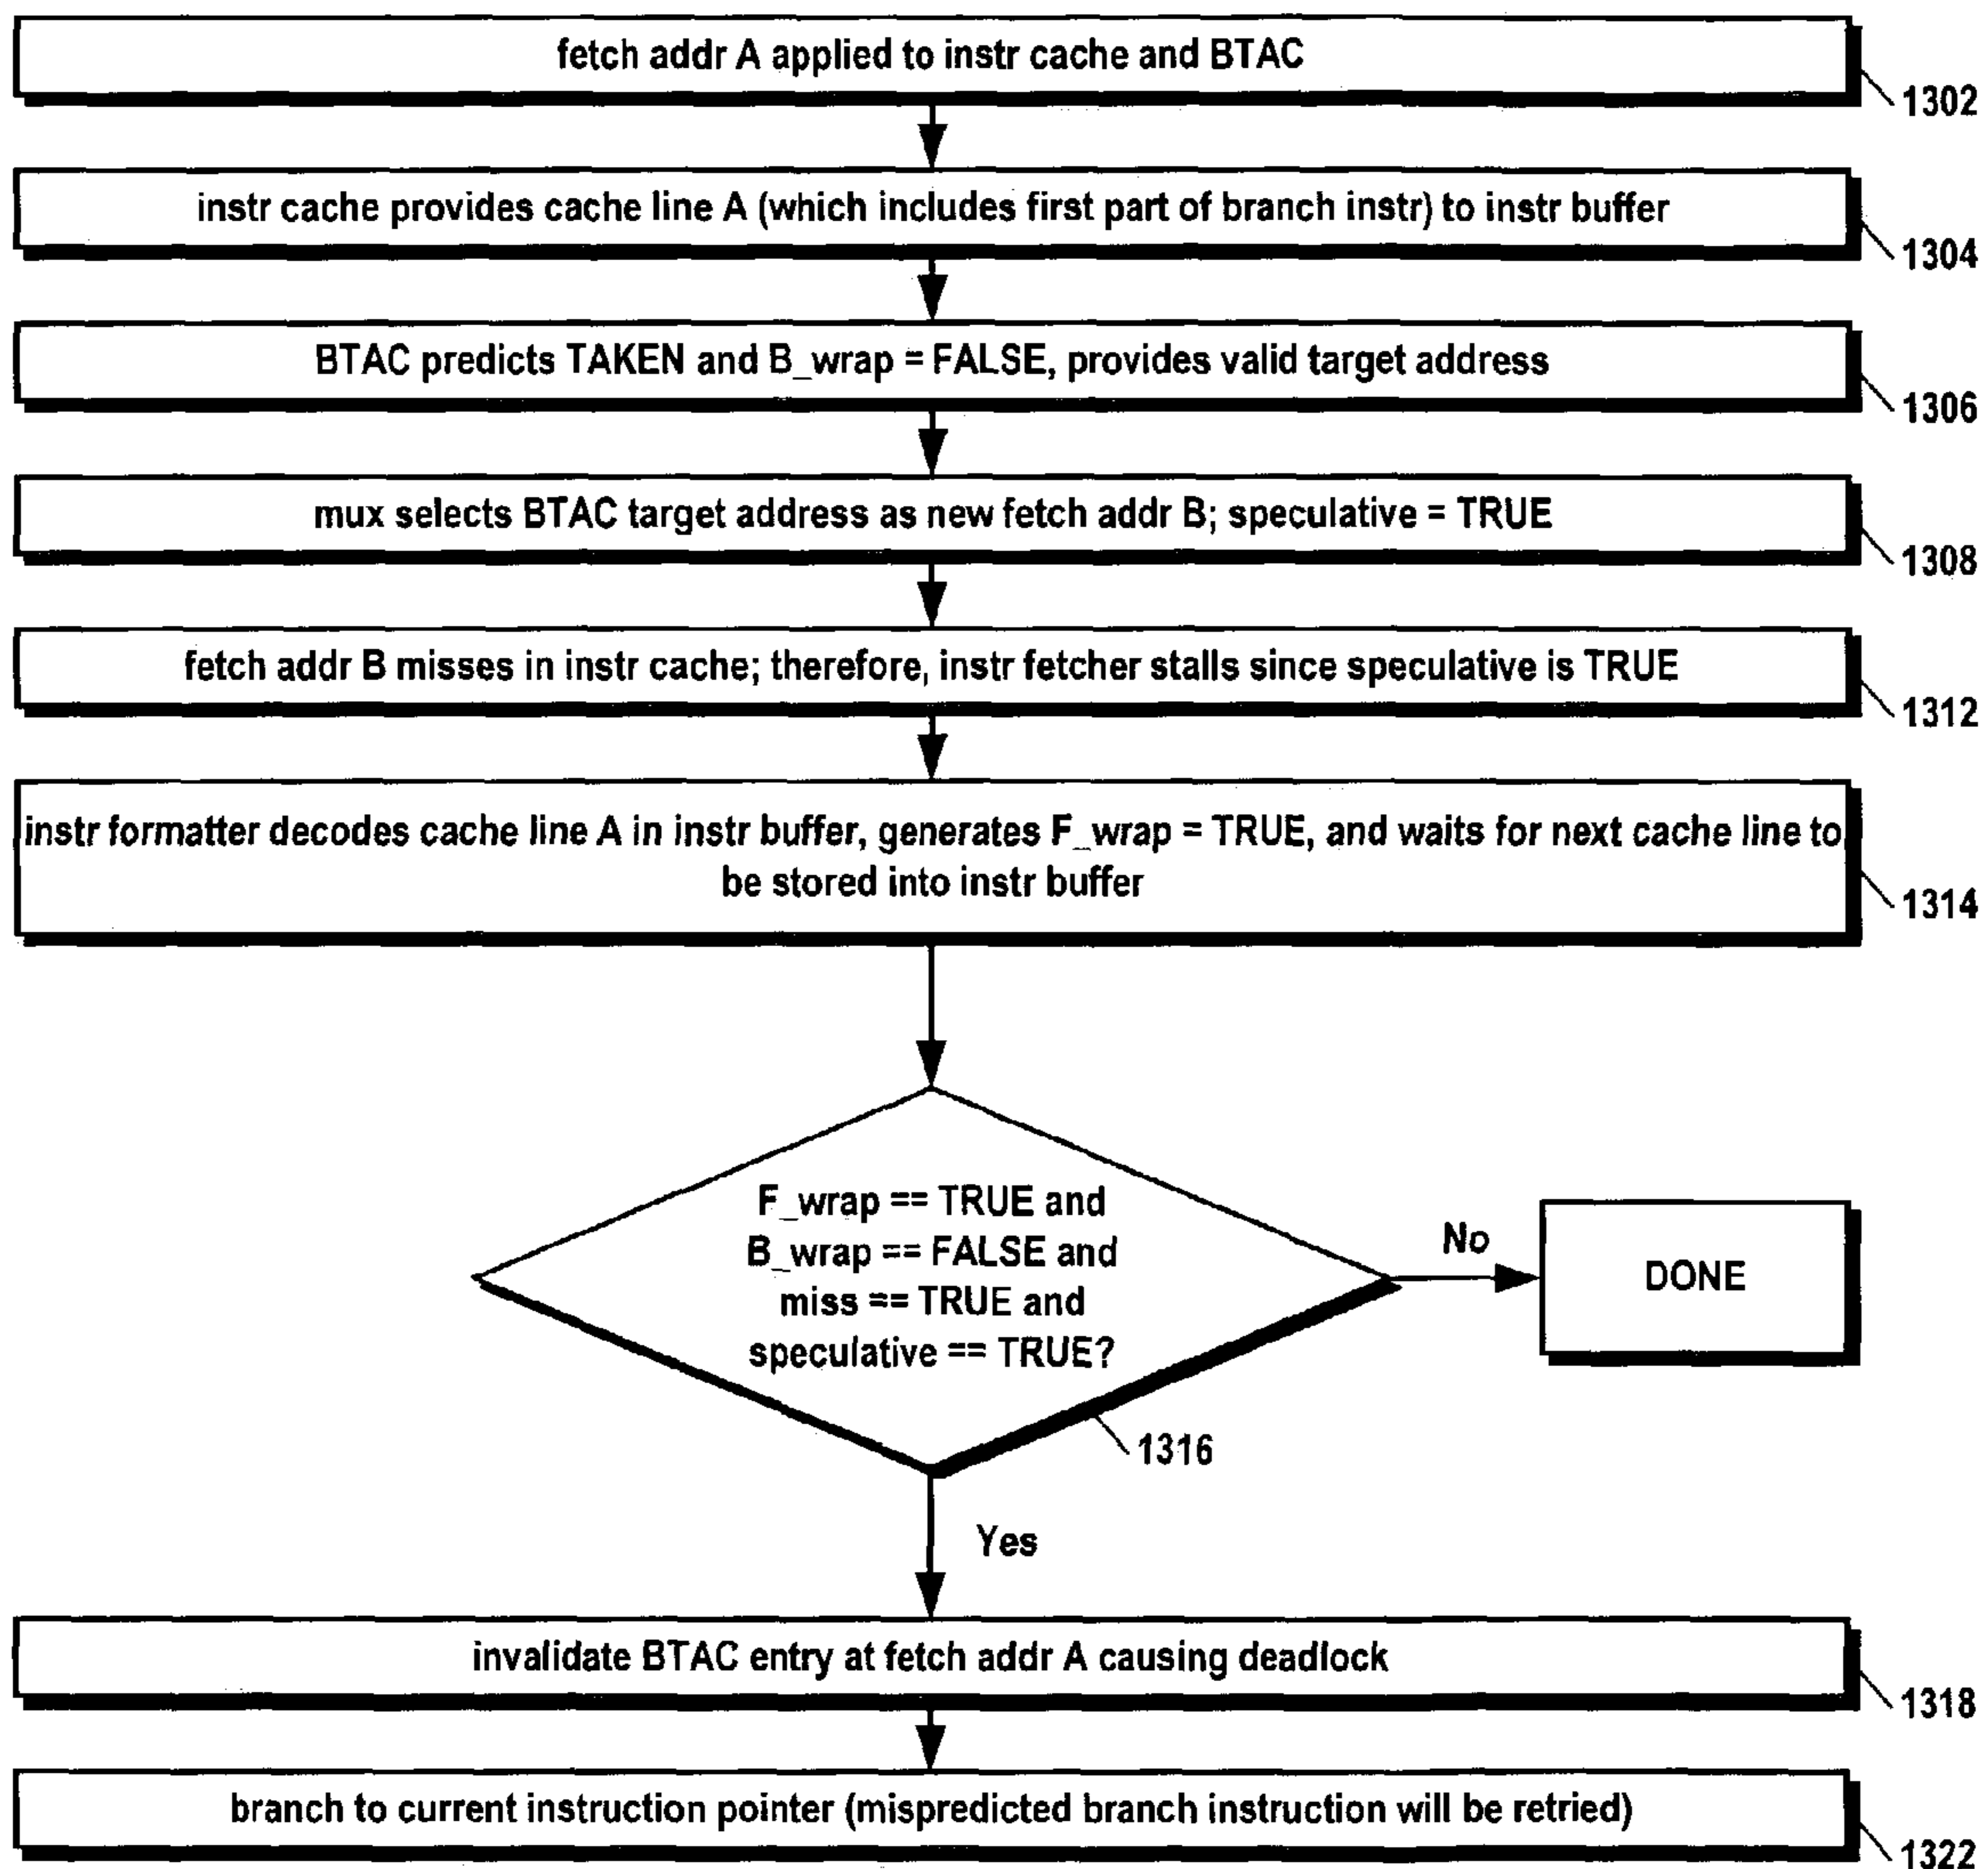 fetch addr A applied to instr cache and BTAC
1302
instr cache provides cache line A (which includes first part of branch instr) to instr buffer
1304
BTAC predicts TAKEN and B_wrap = FALSE, provides valid target address
1306
mux selects BTAC target address as new fetch addr B; speculative = TRUE
1308
fetch addr B misses in instr cache; therefore, instr fetcher stalls since speculative is TRUE
1312
instr formatter decodes cache line A in instr buffer, generates F_wrap = TRUE, and waits for next cache line to
be stored into instr buffer
1314
F_wrap == TRUE and
B_wrap == FALSE and
miss == TRUE and
speculative == TRUE?
1316
No
DONE
Yes
invalidate BTAC entry at fetch addr A causing deadlock
1318
branch to current instruction pointer (mispredicted branch instruction will be retried)
1322